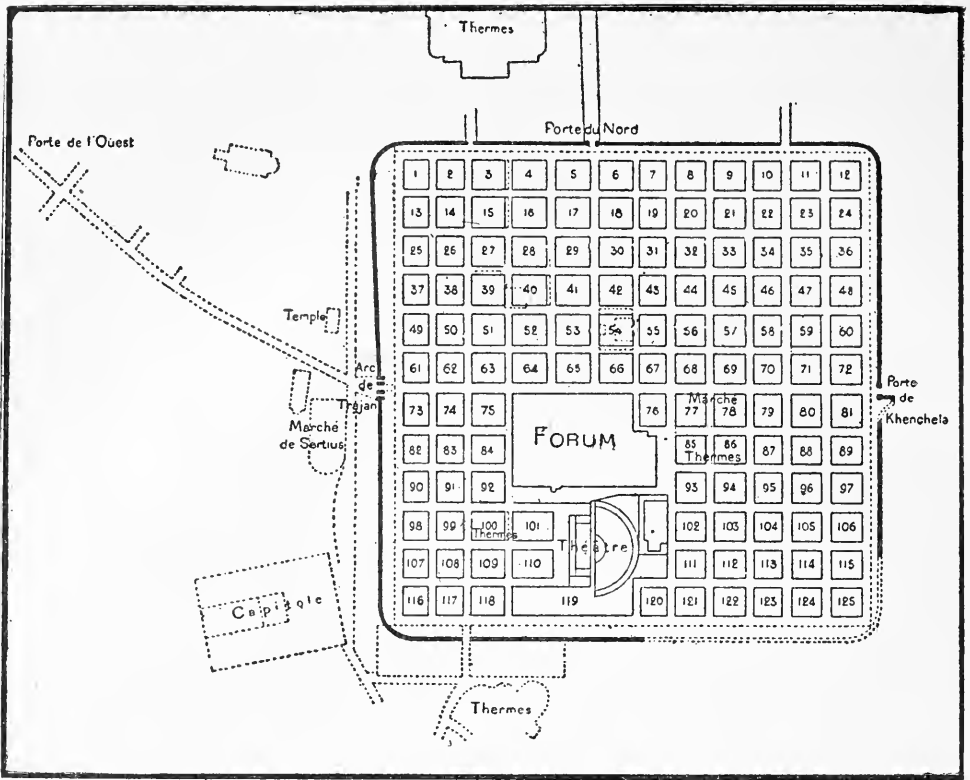 Thermes
Porte de l'Ouest
Porte du Nord
1 2 3 4 5 6 7 8 9 10 11 12
13 14 15 16 17 18 19 20 21 22 23 24
25 26 27 28 29 30 31 32 33 34 35 36
37 38 39 40 41 42 43 44 45 46 47 48
Temple
49 50 51 52 53 54 55 56 57 58 59 60
61 62 63 64 65 66 67 68 69 70 71 72
Arc
de
Trajan
Porte
de
Khenchela
Marché
73 74 75 76 77 78 79 80 81
Marché
de Sertius
FORUM
82 83 84 85 86 87 88 89
Thermes
90 91 92 93 94 95 96 97
98 99 100 101 102 103 104 105 106
Thermes
Théâtre
107 108 109 110 111 112 113 114 115
Capitole
116 117 118 119 120 121 122 123 124 125
Thermes